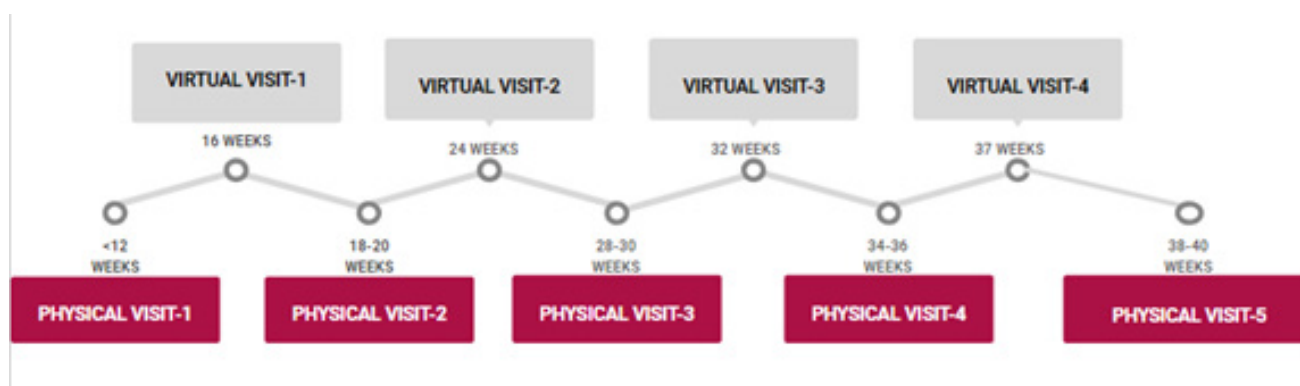 VIRTUAL VISIT-1
VIRTUAL VISIT-2
VIRTUAL VISIT-3
VIRTUAL VISIT-4
16 WEEKS
24 WEEKS
32 WEEKS
37 WEEKS
<12
WEEKS
18-20
WEEKS
28-30
WEEKS
34-36
WEEKS
38-40
WEEKS
PHYSICAL VISIT-1
PHYSICAL VISIT-2
PHYSICAL VISIT-3
PHYSICAL VISIT-4
PHYSICAL VISIT-5